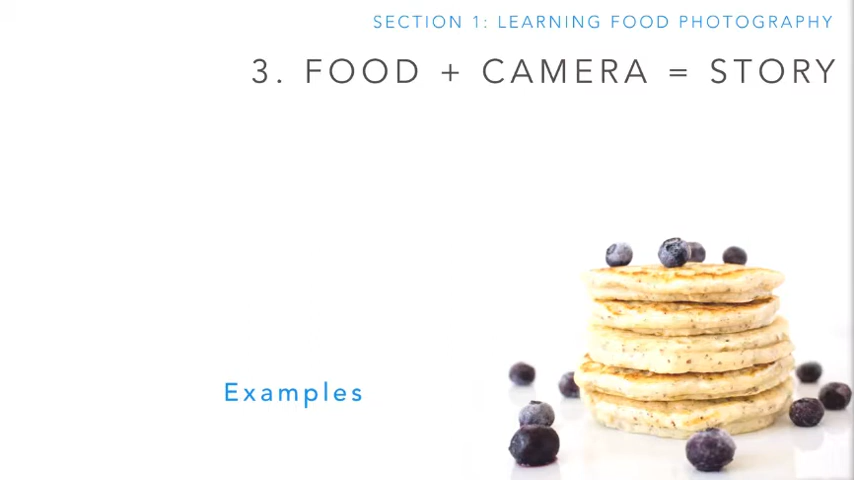 SECTION 1: LEARNING FOOD PHOTOGRAPHY
3. FOOD + CAMERA = STORY
Examples